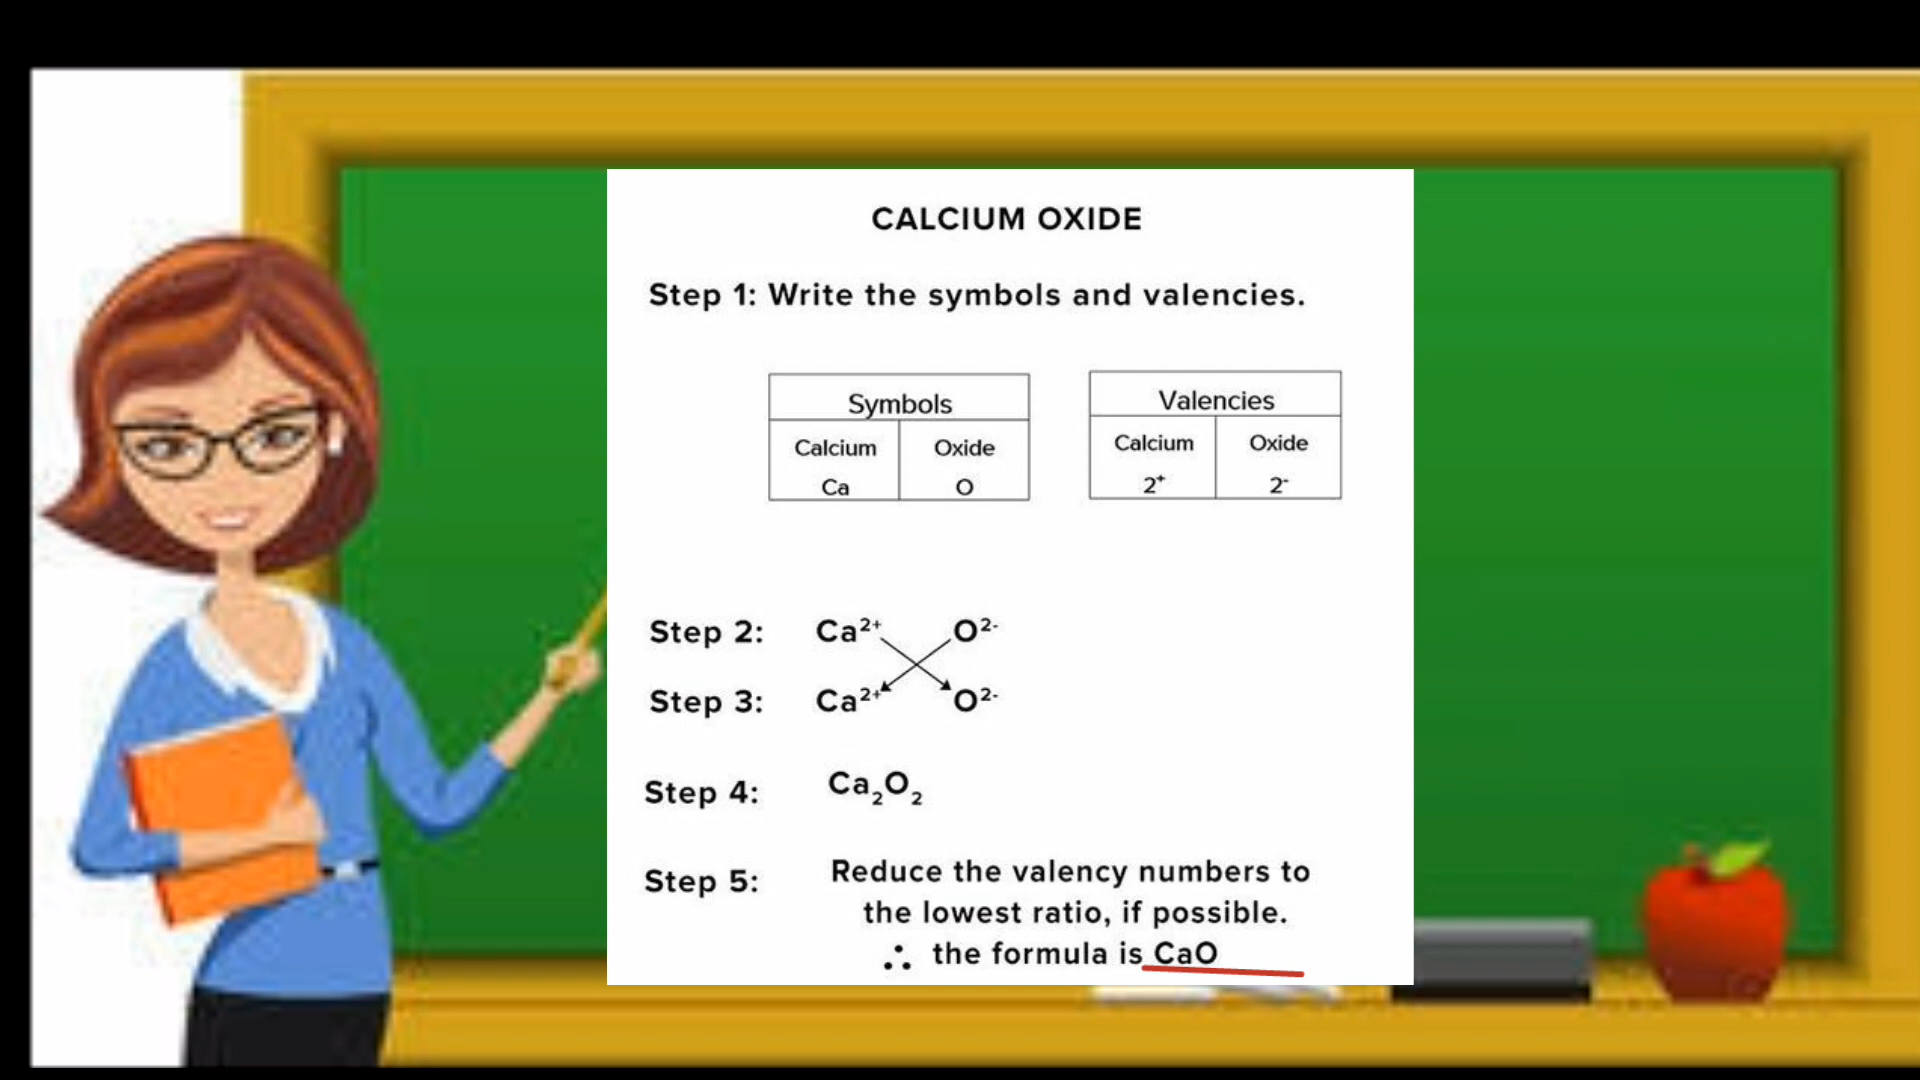 CALCIUM OXIDE
Step 1: Write the symbols and valencies.
Symbols
Calcium Oxide
Ca O
Valencies
Calcium Oxide
2⁺ 2⁻
Step 2: Ca²⁺ O²⁻
Step 3: Ca²⁺ O²⁻
Step 4: Ca₂O₂
Step 5: Reduce the valency numbers to
the lowest ratio, if possible.
∴ the formula is CaO